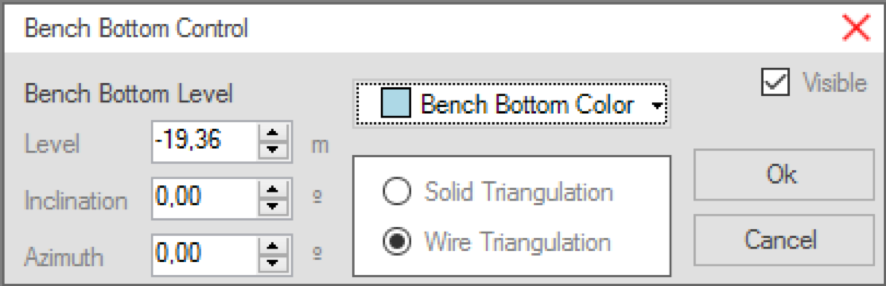 Bench Bottom Control
Bench Bottom Level
Bench Bottom Color
Visible
Level -19,36 m
Inclination 0,00 º
Azimuth 0,00 º
Solid Triangulation
Wire Triangulation
Ok
Cancel